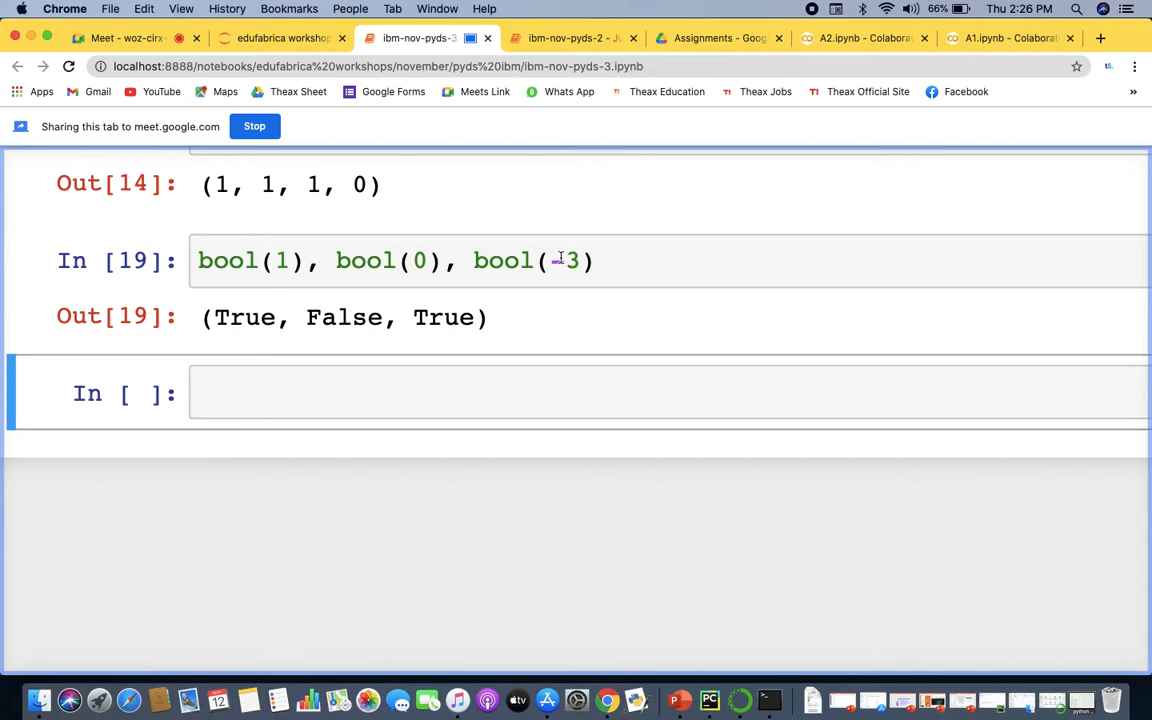 Chrome File Edit View History Bookmarks People Tab Window Help 66% Thu 2:26 PM
Meet - woz-cirx- edufabrica workshop ibm-nov-pyds-3 ibm-nov-pyds-2 - Ju Assignments - Goog A2.ipynb - Colaborat A1.ipynb - Colaborat
localhost:8888/notebooks/edufabrica%20workshops/november/pyds%20ibm/ibm-nov-pyds-3.ipynb
Apps Gmail YouTube Maps Theax Sheet Google Forms Meets Link Whats App Theax Education Theax Jobs Theax Official Site Facebook »
Sharing this tab to meet.google.com Stop
Out[14]: (1, 1, 1, 0)
In [19]: bool(1), bool(0), bool(-3)
Out[19]: (True, False, True)
In [ ]: